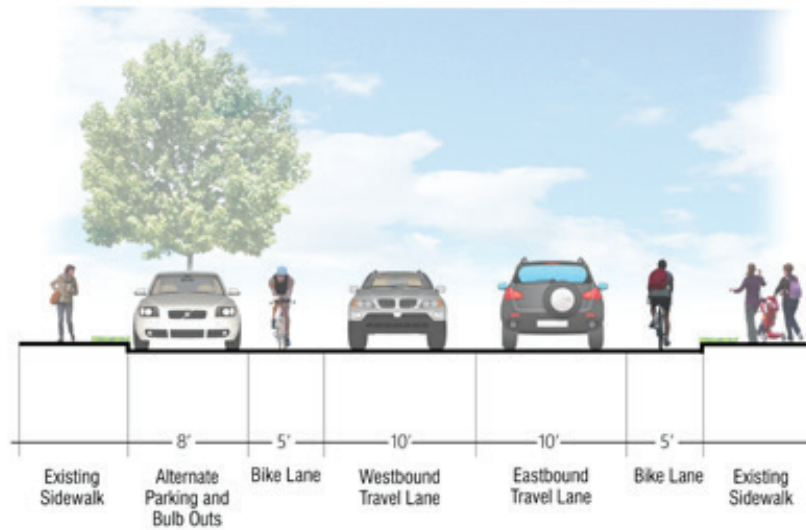 8' 5' 10' 10' 5'
Existing Sidewalk
Alternate Parking and Bulb Outs
Bike Lane
Westbound Travel Lane
Eastbound Travel Lane
Bike Lane
Existing Sidewalk